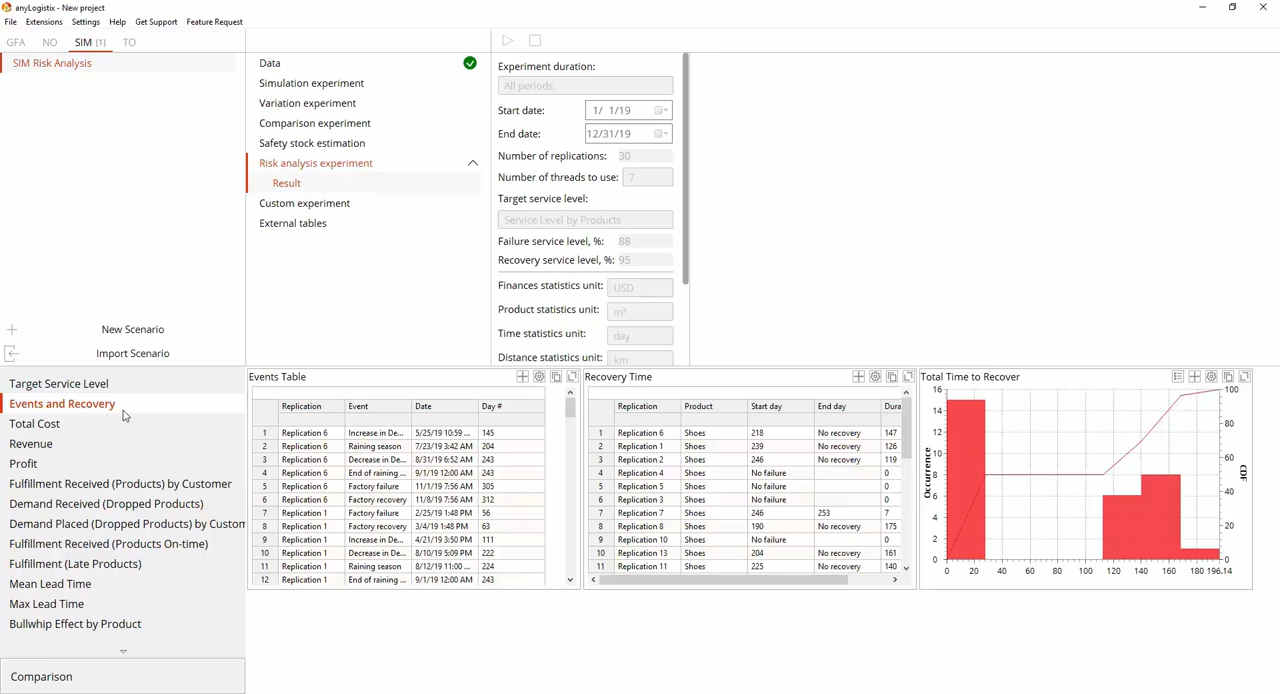 anyLogistix - New project
File Extensions Settings Help Get Support Feature Request
GFA NO SIM [1] TO
SIM Risk Analysis
New Scenario
Import Scenario
Data
Simulation experiment
Variation experiment
Comparison experiment
Safety stock estimation
Risk analysis experiment
Result
Custom experiment
External tables
Experiment duration:
All periods
Start date: 1/ 1/19
End date: 12/31/19
Number of replications: 30
Number of threads to use: 7
Target service level:
Service Level by Products
Failure service level, %: 88
Recovery service level, %: 95
Finances statistics unit: USD
Product statistics unit: m³
Time statistics unit: day
Distance statistics unit: km
Target Service Level
Events and Recovery
Total Cost
Revenue
Profit
Fulfillment Received (Products) by Customer
Demand Received (Dropped Products)
Demand Placed (Dropped Products) by Custom
Fulfillment Received (Products On-time)
Fulfillment (Late Products)
Mean Lead Time
Max Lead Time
Bullwhip Effect by Product
Comparison
Events Table
Replication Event Date Day #
1 Replication 6 Increase in De... 5/25/19 10:59 ... 145
2 Replication 6 Raining season 7/23/19 3:42 AM 204
3 Replication 6 Decrease in De... 8/31/19 6:52 AM 243
4 Replication 6 End of raining ... 9/1/19 12:00 AM 243
5 Replication 6 Factory failure 11/1/19 7:56 AM 305
6 Replication 6 Factory recovery 11/8/19 7:56 AM 312
7 Replication 1 Factory failure 2/25/19 1:48 PM 56
8 Replication 1 Factory recovery 3/4/19 1:48 PM 63
9 Replication 1 Increase in De... 4/21/19 3:50 PM 111
10 Replication 1 Decrease in De... 8/10/19 5:09 PM 222
11 Replication 1 Raining season 8/12/19 11:00 ... 224
12 Replication 1 End of raining ... 9/1/19 12:00 AM 243
Recovery Time
Replication Product Start day End day Dura
1 Replication 6 Shoes 218 No recovery 147
2 Replication 1 Shoes 239 No recovery 126
3 Replication 2 Shoes 246 No recovery 119
4 Replication 4 Shoes No failure 0
5 Replication 5 Shoes No failure 0
6 Replication 3 Shoes No failure 0
7 Replication 7 Shoes 246 253 7
8 Replication 8 Shoes 190 No recovery 175
9 Replication 10 Shoes No failure 0
10 Replication 13 Shoes 204 No recovery 161
11 Replication 11 Shoes 225 No recovery 140
Total Time to Recover
16 14 12 10 8 6 4 2 0
Occurrence
100 80 60 40 20 0
CDF
0 20 40 60 80 100 120 140 160 180 196.14